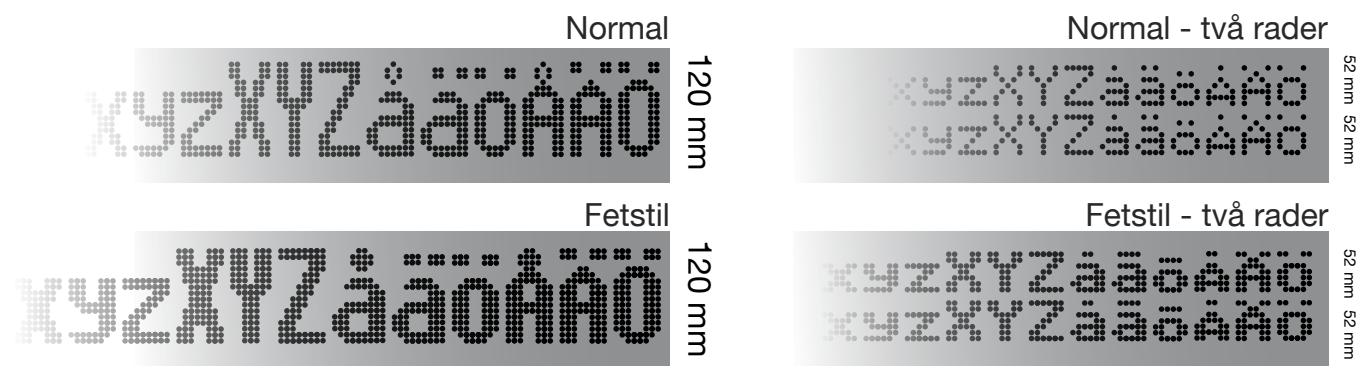 Normal
xyzXYZåäöÅÄÖ
120 mm
Fetstil
xyzXYZåäöÅÄÖ
120 mm
Normal - två rader
xyzXYZåäöÅÄÖ
xyzXYZåäöÅÄÖ
52 mm 52 mm
Fetstil - två rader
xyzXYZåäöÅÄÖ
xyzXYZåäöÅÄÖ
52 mm 52 mm